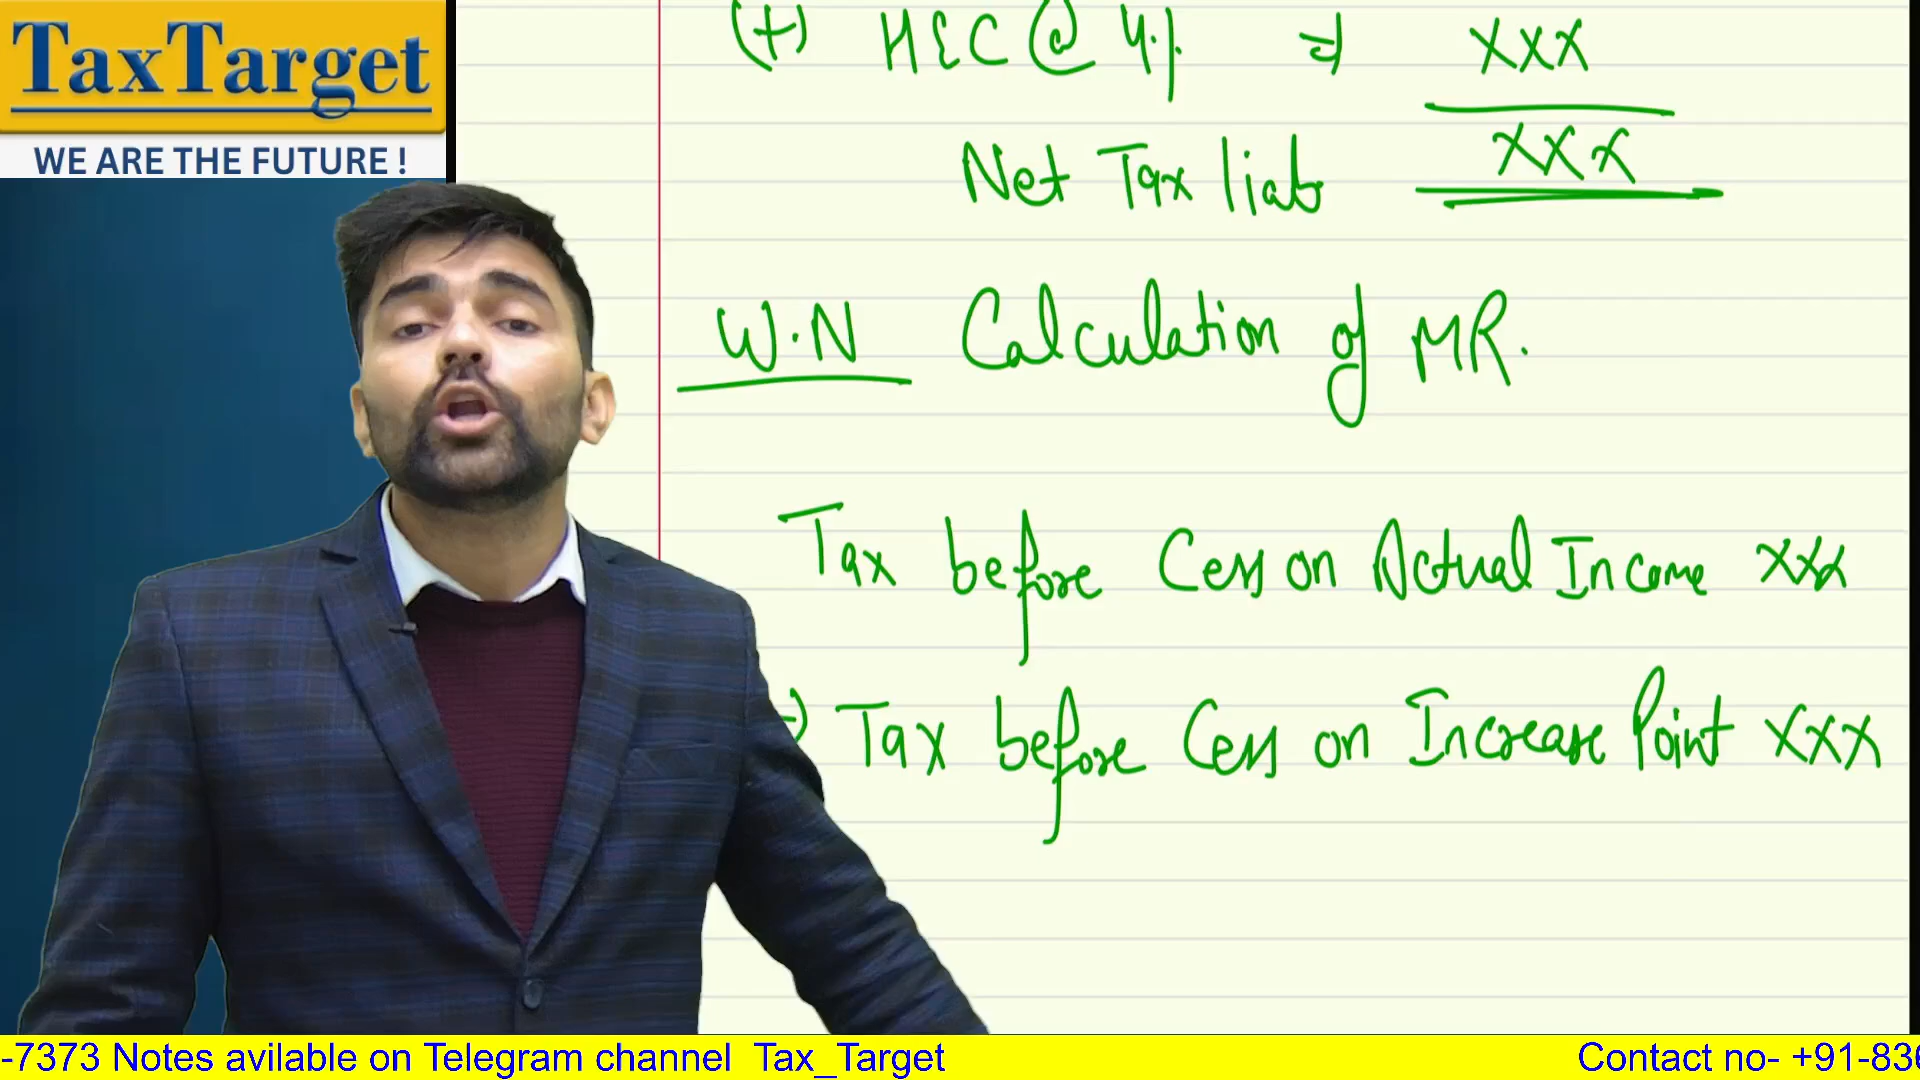 TaxTarget
WE ARE THE FUTURE !
(+) HEC @ 4% ⇒ XXX
Net Tax liab XXX
W.N Calculation of MR.
Tax before Cess on Actual Income XXX
-) Tax before Cess on Increase Point XXX
-7373 Notes avilable on Telegram channel Tax_Target
Contact no- +91-836